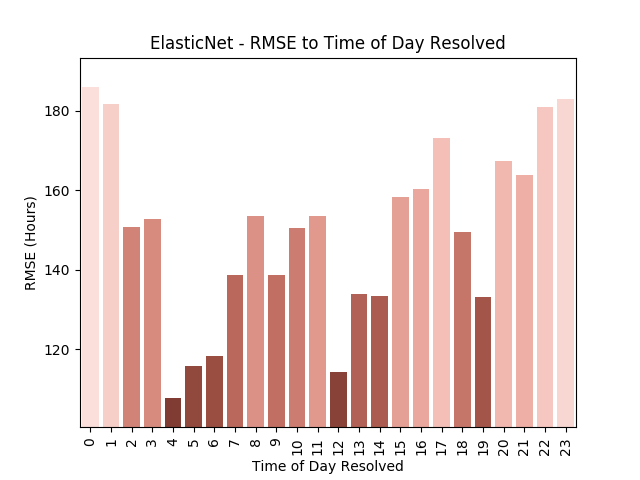 ElasticNet - RMSE to Time of Day Resolved
180
160
140
120
RMSE (Hours)
0 1 2 3 4 5 6 7 8 9 10 11 12 13 14 15 16 17 18 19 20 21 22 23
Time of Day Resolved